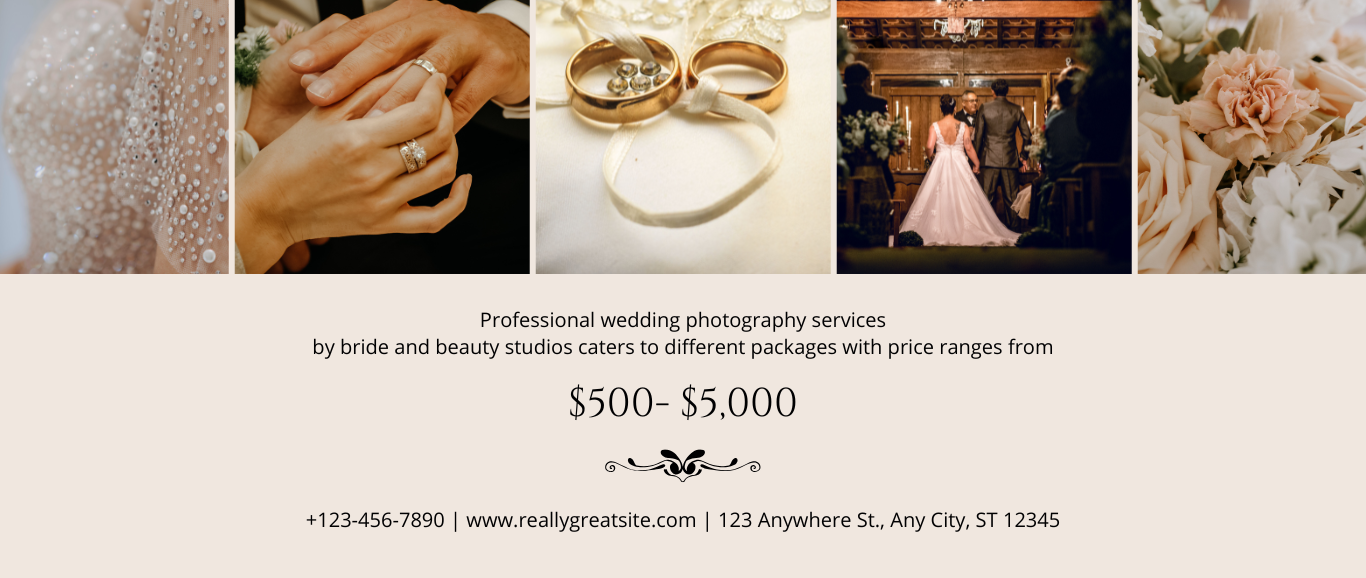 Professional wedding photography services
by bride and beauty studios caters to different packages with price ranges from
$500- $5,000
+123-456-7890 | www.reallygreatsite.com | 123 Anywhere St., Any City, ST 12345